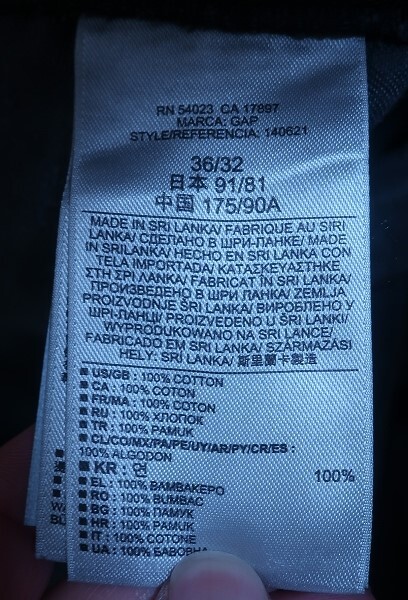 RN 54023 CA 17897
MARCA: GAP
STYLE/REFERENCIA: 140621
36/32
日本 91/81
中国 175/90A
MADE IN SRI LANKA/ FABRIQUE AU SIRI
LANKA/ СДЕЛАНО В ШРИ-ЛАНКЕ/ MADE
IN SRILANKA/ HECHO EN SRI LANKA CON
TELA IMPORTADA/ ΚΑΤΑΣΚΕΥΑΣΤΗΚΕ
ΣΤΗ ΣΡΙ ΛΑΝΚΑ/ FABRICAT IN SRI LANKA/
ПРОИЗВЕДЕНО В ШРИ ЛАНКА/ ZEMLJA
PROIZVODNJE ŠRI LANKA/ ВИРОБЛЕНО У
ШРІ-ЛАНЦІ/ PROIZVEDENO U ŠRI LANKI/
WYPRODUKOWANO NA SRI LANCE/
FABRICADO EM SRI LANKA/ SZÁRMAZÁSI
HELY: SRI LANKA/ 斯里蘭卡製造
US/GB : 100% COTTON
CA : 100% COTON
FR/MA : 100% COTON
RU : 100% ХЛОПОК
TR : 100% PAMUK
CL/CO/MX/PA/PE/UY/AR/PY/CR/ES :
100% ALGODON
KR : 면 100%
EL : 100% ΒΑΜΒΑΚΕΡΟ
RO : 100% BUMBAC
BG : 100% ПАМУК
HR : 100% PAMUK
IT : 100% COTONE
UA : 100% БАВОВНА